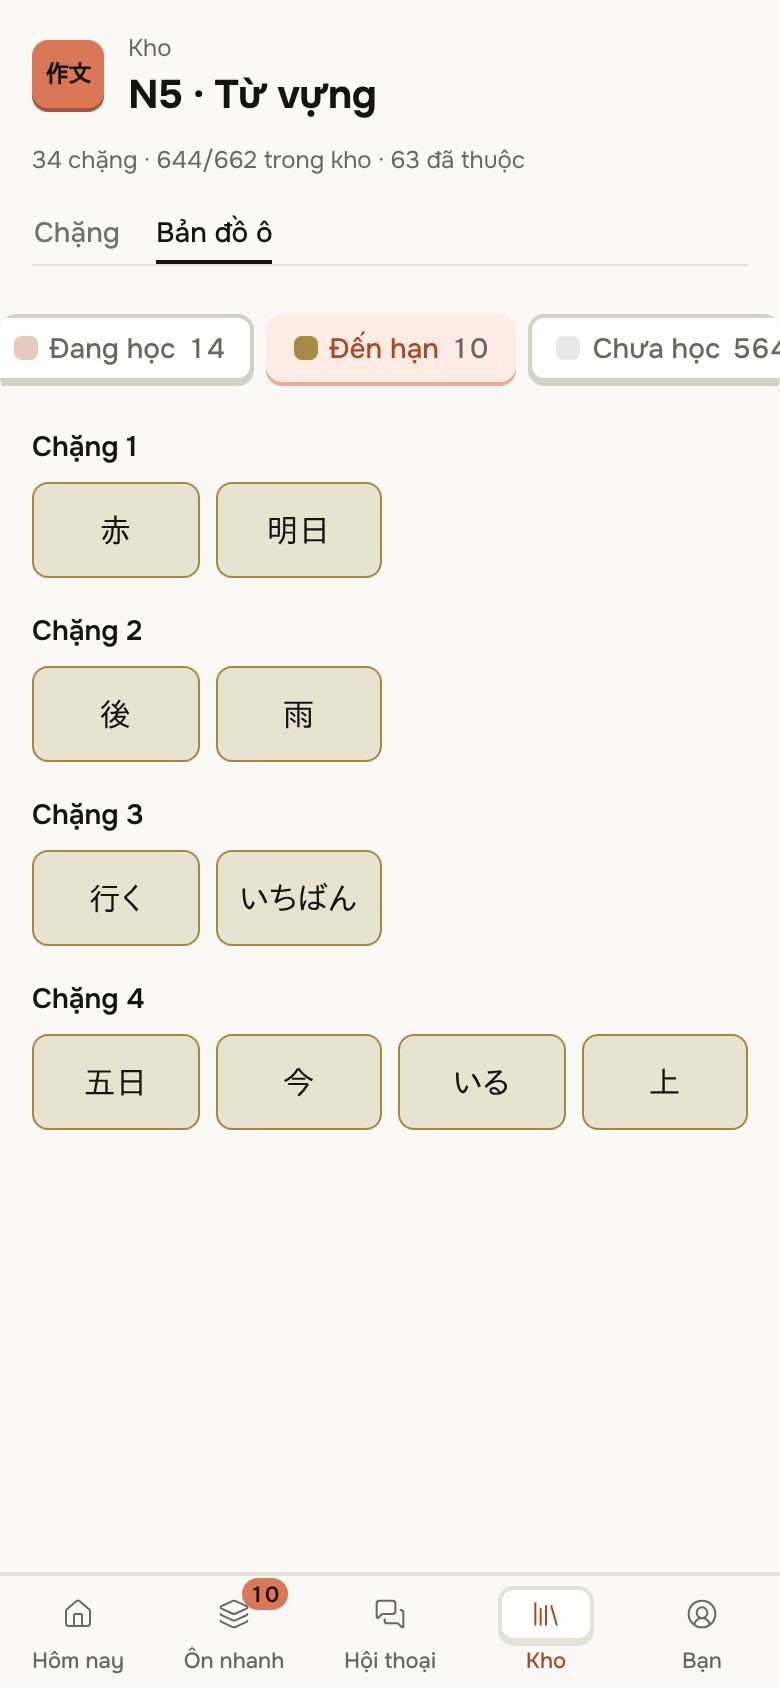 作文
Kho
N5 · Từ vựng
34 chặng · 644/662 trong kho · 63 đã thuộc
Chặng Bản đồ ô
Đang học 14 Đến hạn 10 Chưa học 564
Chặng 1
赤 明日
Chặng 2
後 雨
Chặng 3
行く いちばん
Chặng 4
五日 今 いる 上
10
Hôm nay Ôn nhanh Hội thoại Kho Bạn